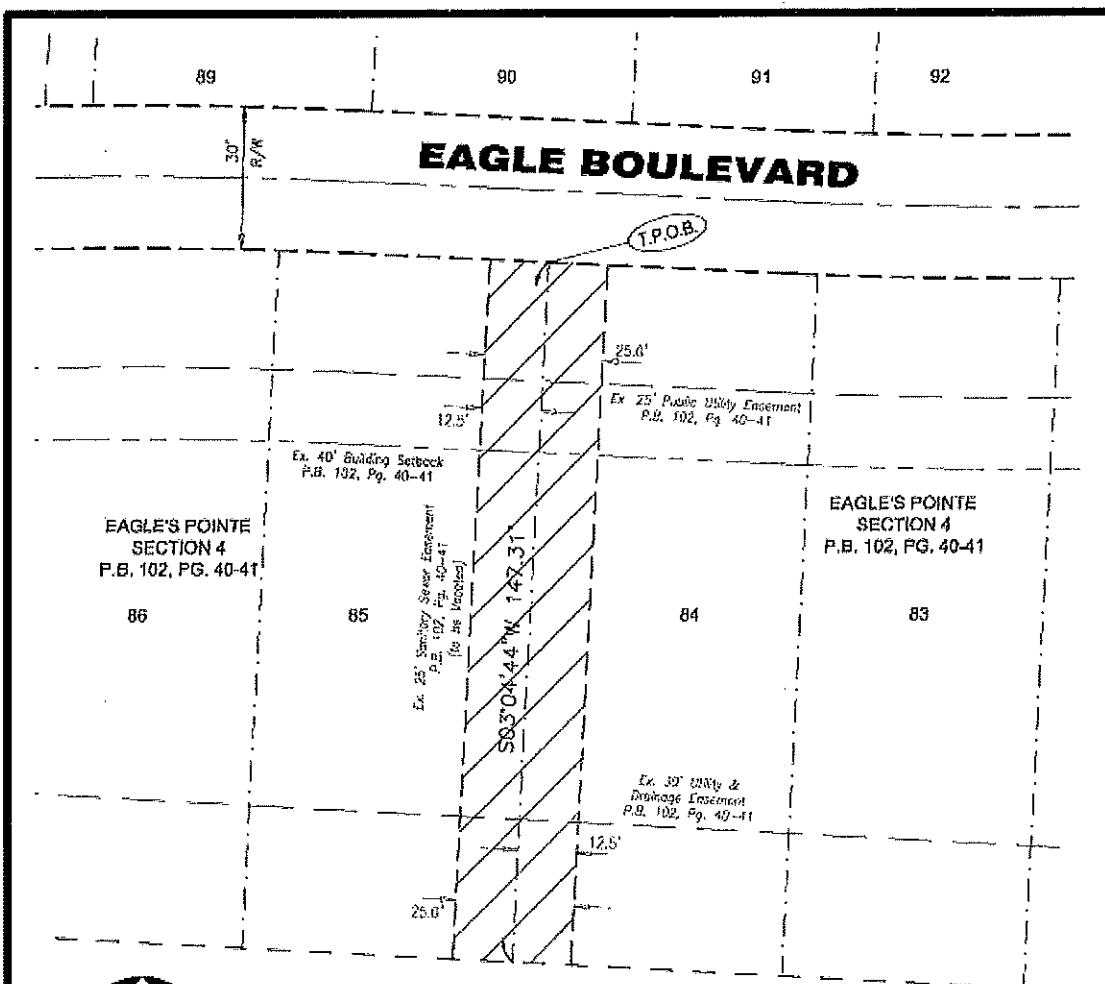 89
90
91
92
30'
R/W
EAGLE BOULEVARD
T.P.O.B.
25.0'
12.5'
Ex. 25' Public Utility Easement
P.B. 102, Pg. 40-41
Ex. 40' Building Setback
P.B. 102, Pg. 40-41
EAGLE'S POINTE
SECTION 4
P.B. 102, PG. 40-41
EAGLE'S POINTE
SECTION 4
P.B. 102, PG. 40-41
Ex. 25' Sanitary Sewer Easement
P.B. 102, Pg. 40-41
(to be Vacated)
S03°04'44"W 147.31'
86
85
84
83
Ex. 30' Utility &
Drainage Easement
P.B. 102, Pg. 40-41
12.5'
25.0'